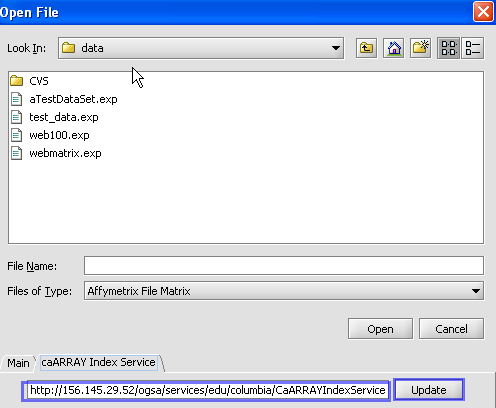 Open File
Look In: data
CVS
aTestDataSet.exp
test_data.exp
web100.exp
webmatrix.exp
File Name:
Files of Type: Affymetrix File Matrix
Open Cancel
Main caARRAY Index Service
http://156.145.29.52/ogsa/services/edu/columbia/CaARRAYIndexService Update